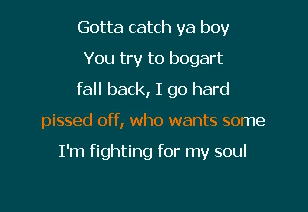 Gotta catch ya boy
You try to bogart
fall back, I go hard
pissed off, who wants some
I'm fighting for my soul